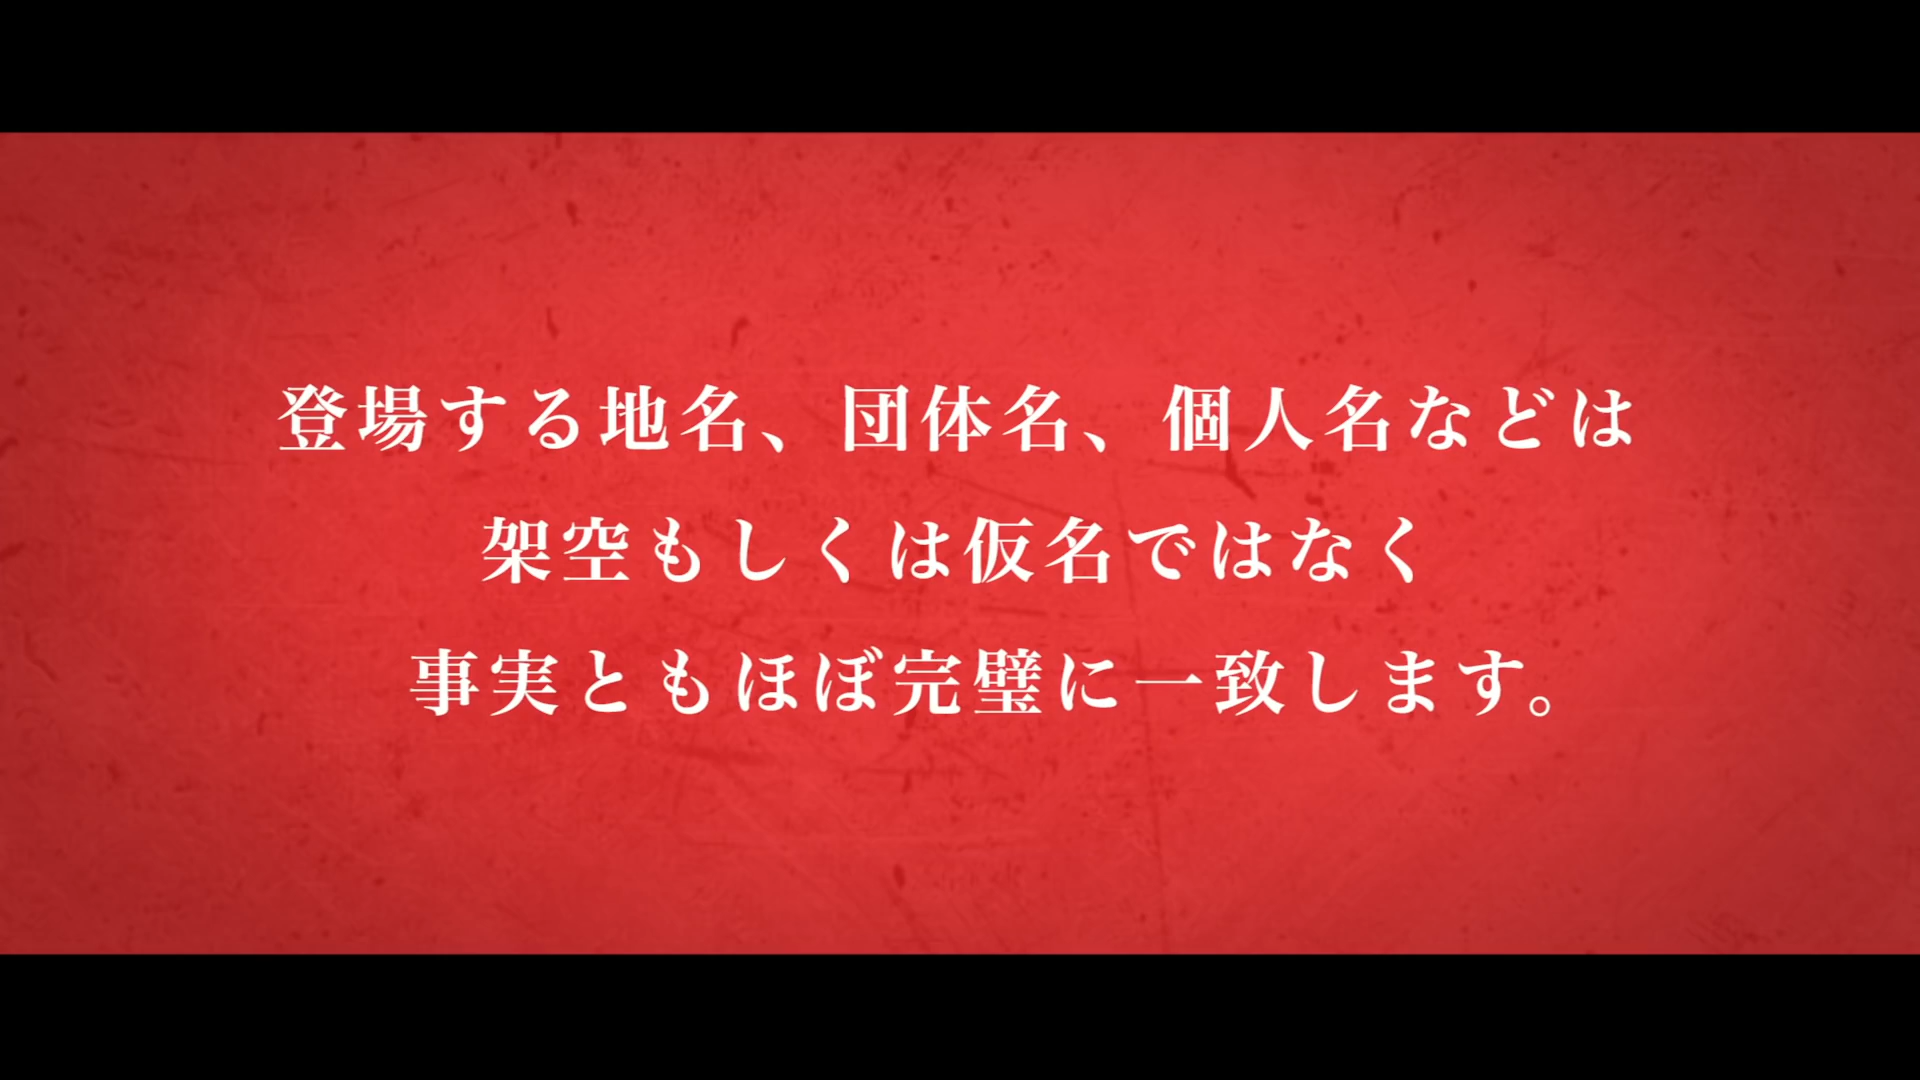 登場する地名、団体名、個人名などは
架空もしくは仮名ではなく
事実ともほぼ完璧に一致します。